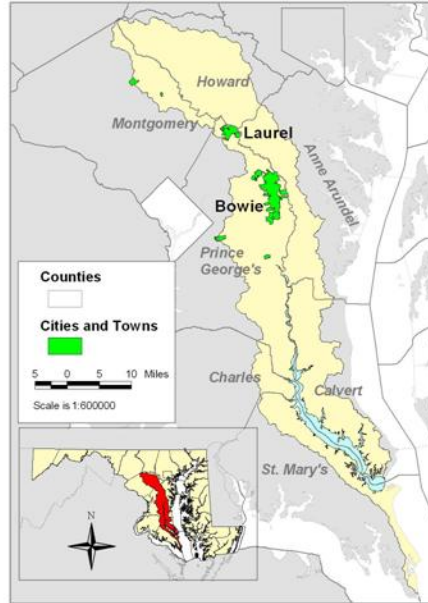 Howard
Montgomery
Laurel
Anne Arundel
Bowie
Prince
George's
Counties
Cities and Towns
5 0 5 10 Miles
Scale is 1:600000
Charles
Calvert
St. Mary's
N